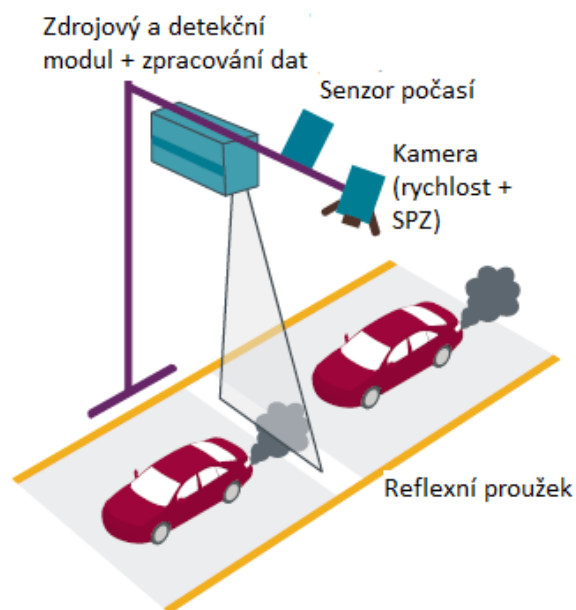 Zdrojový a detekční
modul + zpracování dat
Senzor počasí
Kamera
(rychlost +
SPZ)
Reflexní proužek